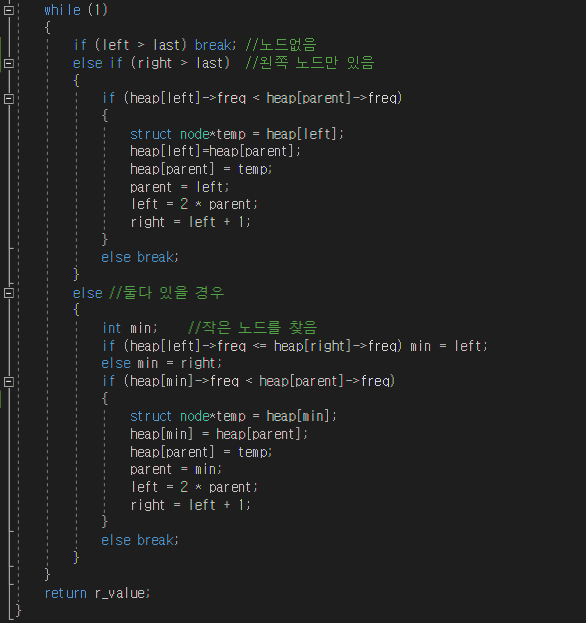 while (1)
{
if (left > last) break; //노드없음
else if (right > last) //왼쪽 노드만 있음
{
if (heap[left]->freq < heap[parent]->freq)
{
struct node*temp = heap[left];
heap[left]=heap[parent];
heap[parent] = temp;
parent = left;
left = 2 * parent;
right = left + 1;
}
else break;
}
else //둘다 있을 경우
{
int min; //작은 노드를 찾음
if (heap[left]->freq <= heap[right]->freq) min = left;
else min = right;
if (heap[min]->freq < heap[parent]->freq)
{
struct node*temp = heap[min];
heap[min] = heap[parent];
heap[parent] = temp;
parent = min;
left = 2 * parent;
right = left + 1;
}
else break;
}
}
return r_value;
}